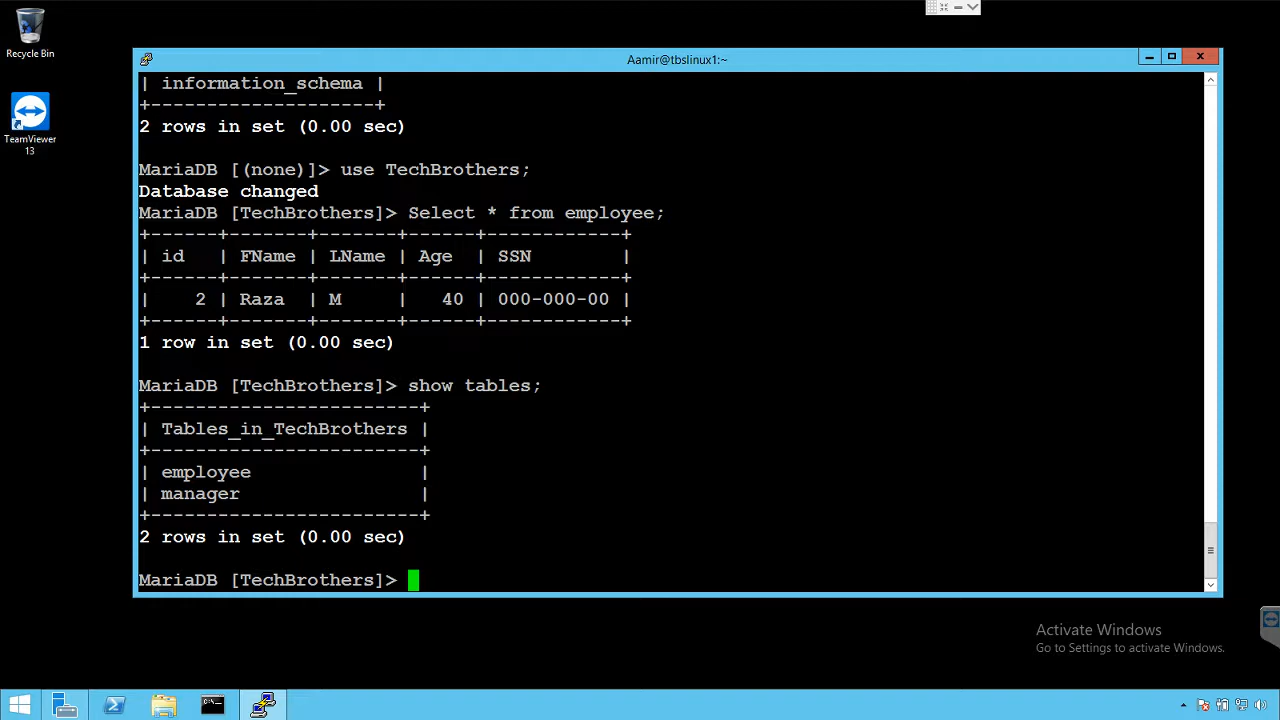 Recycle Bin
TeamViewer
13
Aamir@tbslinux1:~
| information_schema |
+--------------------+
2 rows in set (0.00 sec)
MariaDB [(none)]> use TechBrothers;
Database changed
MariaDB [TechBrothers]> Select * from employee;
+------+-------+-------+------+------------+
| id   | FName | LName | Age  | SSN        |
+------+-------+-------+------+------------+
|    2 | Raza  | M     |   40 | 000-000-00 |
+------+-------+-------+------+------------+
1 row in set (0.00 sec)
MariaDB [TechBrothers]> show tables;
+------------------------+
| Tables_in_TechBrothers |
+------------------------+
| employee               |
| manager                |
+------------------------+
2 rows in set (0.00 sec)
MariaDB [TechBrothers]>
Activate Windows
Go to Settings to activate Windows.